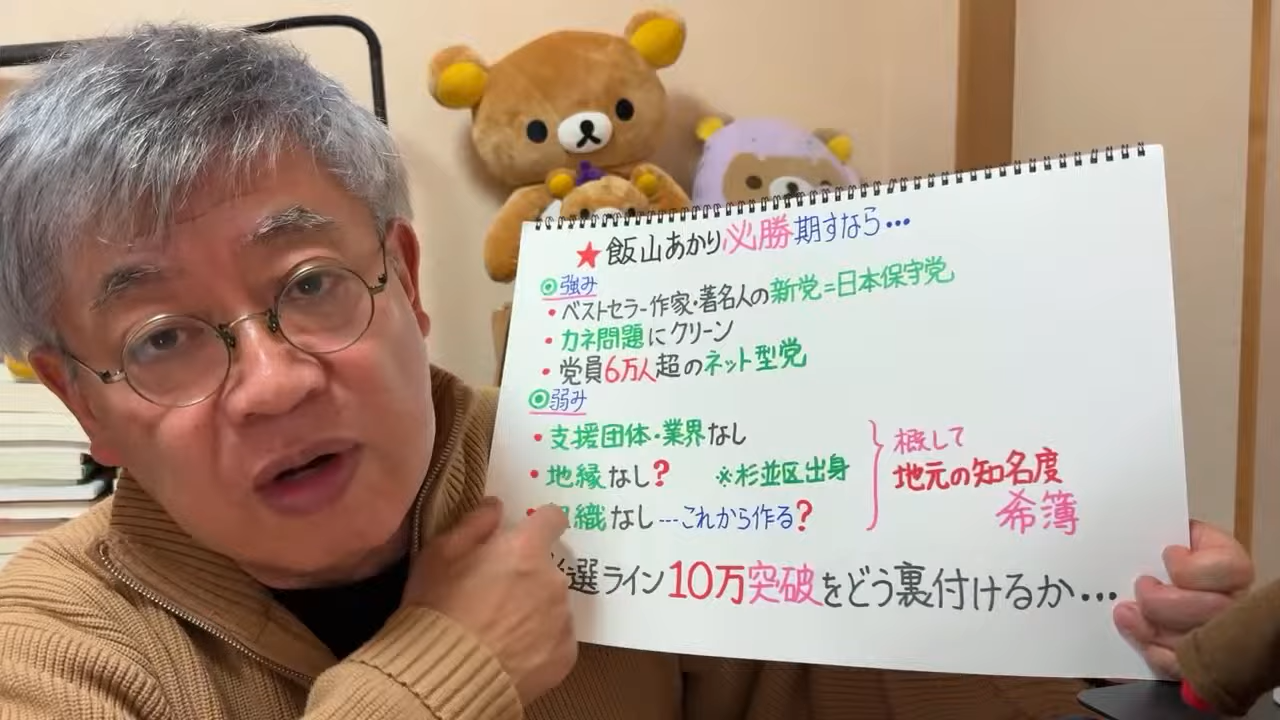 ★飯山あかり必勝期すなら…
◎強み
・ベストセラー作家・著名人の新党=日本保守党
・カネ問題にクリーン
・党員6万人超のネット型党
◎弱み
・支援団体・業界なし
・地縁なし? ※杉並区出身
・織なし…これから作る?
概して
地元の知名度
希簿
選ライン10万突破をどう裏付けるか…